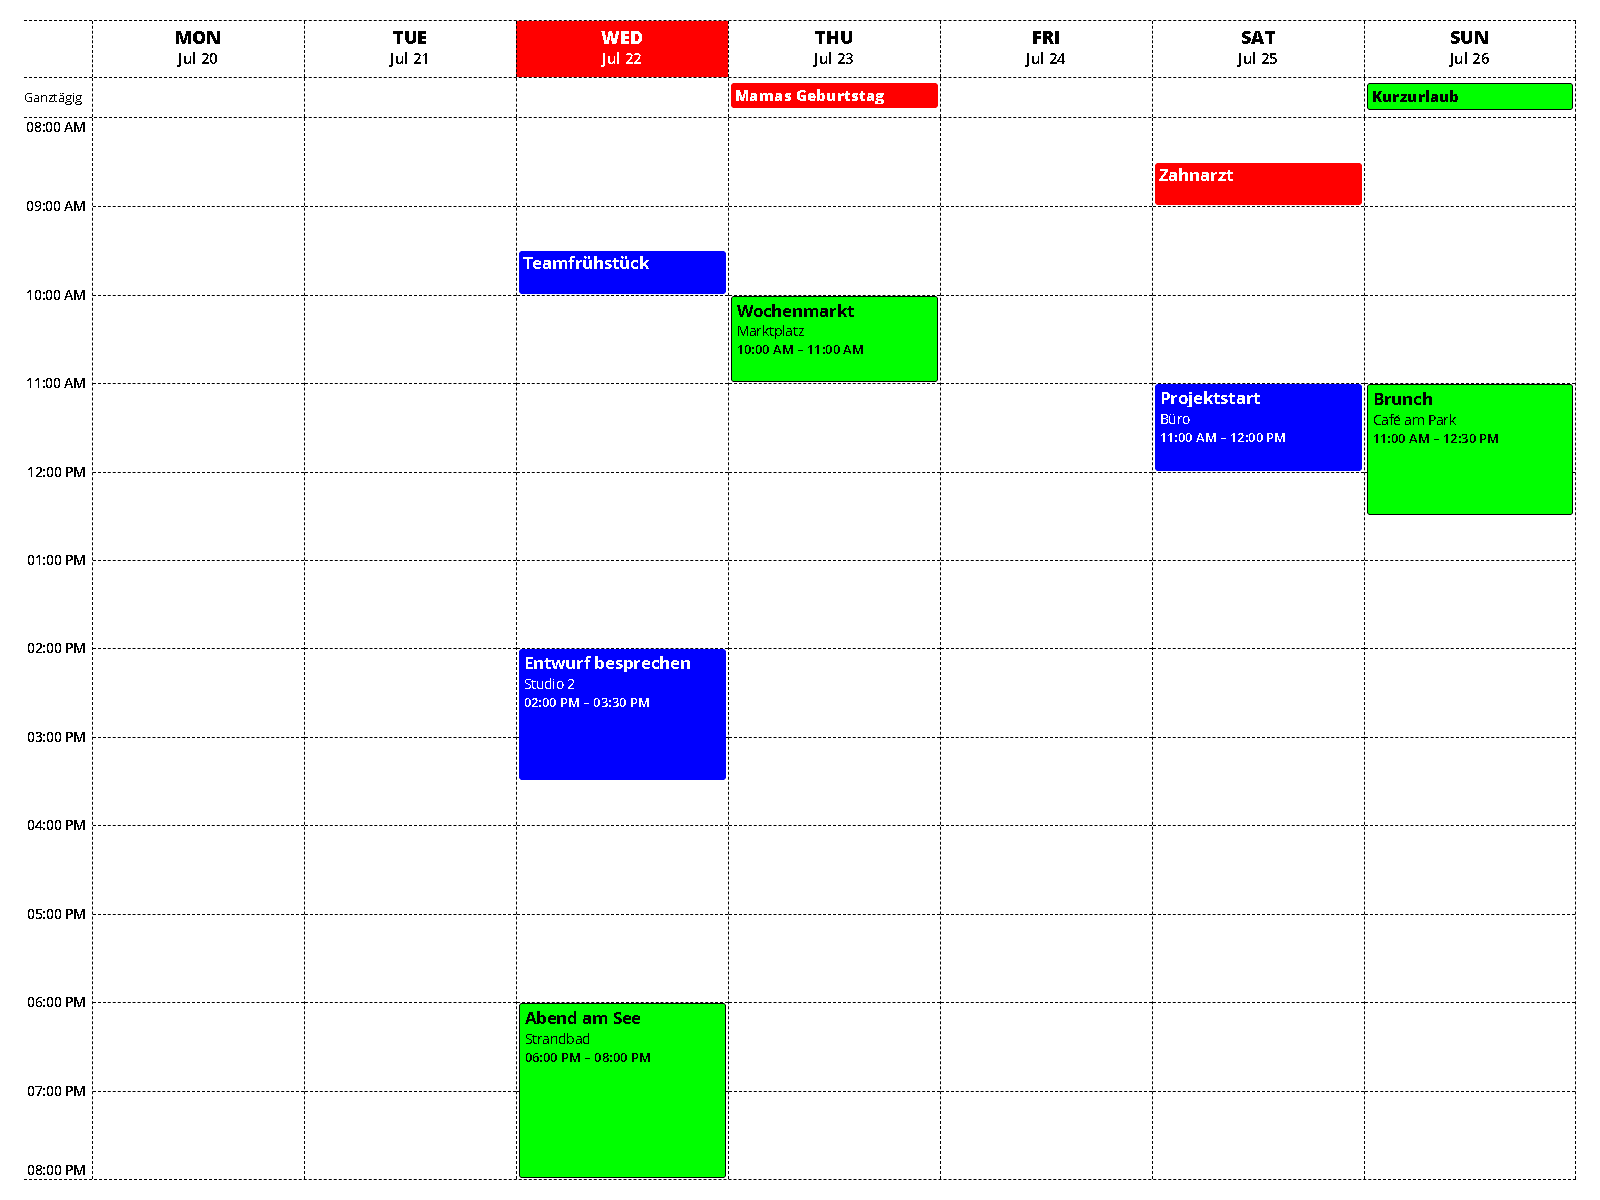 MON
Jul 20
TUE
Jul 21
WED
Jul 22
THU
Jul 23
FRI
Jul 24
SAT
Jul 25
SUN
Jul 26
Ganztägig
Mamas Geburtstag
Kurzurlaub
08:00 AM
Zahnarzt
09:00 AM
Teamfrühstück
10:00 AM
Wochenmarkt
Marktplatz
10:00 AM – 11:00 AM
11:00 AM
Projektstart
Büro
11:00 AM – 12:00 PM
Brunch
Café am Park
11:00 AM – 12:30 PM
12:00 PM
01:00 PM
02:00 PM
Entwurf besprechen
Studio 2
02:00 PM – 03:30 PM
03:00 PM
04:00 PM
05:00 PM
06:00 PM
Abend am See
Strandbad
06:00 PM – 08:00 PM
07:00 PM
08:00 PM